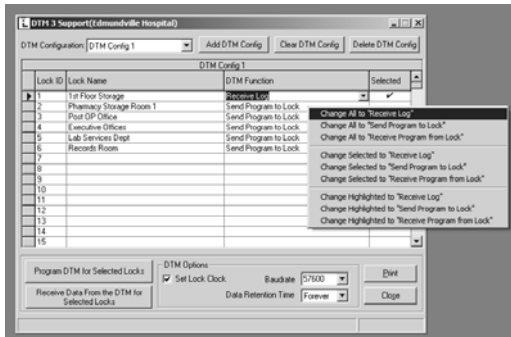 DTM 3 Support(Edmundville Hospital)
DTM Configuration: DTM Config 1 Add DTM Config Clear DTM Config Delete DTM Config
DTM Config 1
Lock ID Lock Name DTM Function Selected
1 1st Floor Storage Receive Log ✔
2 Pharmacy Storage Room 1 Send Program to Lock
3 Post OP Office Send Program to Lock
4 Executive Offices Send Program to Lock
5 Lab Services Dept Send Program to Lock
6 Records Room Send Program to Lock
7
8
9
10
11
12
13
14
15
Change All to "Receive Log"
Change All to "Send Program to Lock"
Change All to "Receive Program from Lock"
Change Selected to "Receive Log"
Change Selected to "Send Program to Lock"
Change Selected to "Receive Program from Lock"
Change Highlighted to "Receive Log"
Change Highlighted to "Send Program to Lock"
Change Highlighted to "Receive Program from Lock"
Program DTM for Selected Locks
Receive Data From the DTM for
Selected Locks
DTM Options
Set Lock Clock Baudrate 57600
Data Retention Time Forever
Print
Close